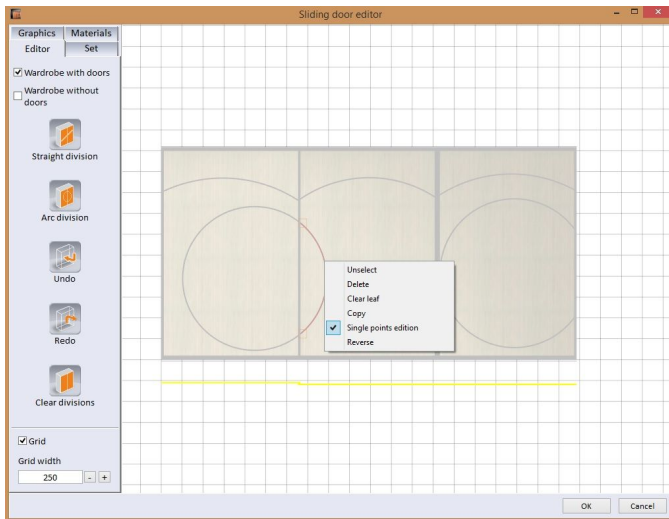 Sliding door editor
Graphics Materials
Editor Set
Wardrobe with doors
Wardrobe without
doors
Straight division
Arc division
Undo
Redo
Clear divisions
Grid
Grid width
250 - +
Unselect
Delete
Clear leaf
Copy
Single points edition
Reverse
OK Cancel